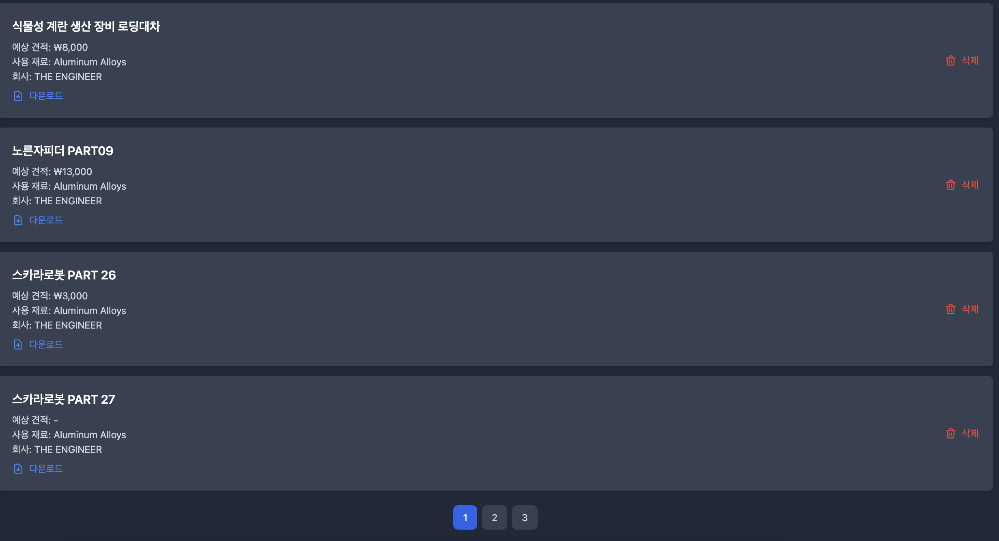 식물성 계란 생산 장비 로딩대차
예상 견적: ₩8,000
사용 재료: Aluminum Alloys
회사: THE ENGINEER
다운로드
삭제
노른자피더 PART09
예상 견적: ₩13,000
사용 재료: Aluminum Alloys
회사: THE ENGINEER
다운로드
삭제
스카라로봇 PART 26
예상 견적: ₩3,000
사용 재료: Aluminum Alloys
회사: THE ENGINEER
다운로드
삭제
스카라로봇 PART 27
예상 견적: -
사용 재료: Aluminum Alloys
회사: THE ENGINEER
다운로드
삭제
1 2 3